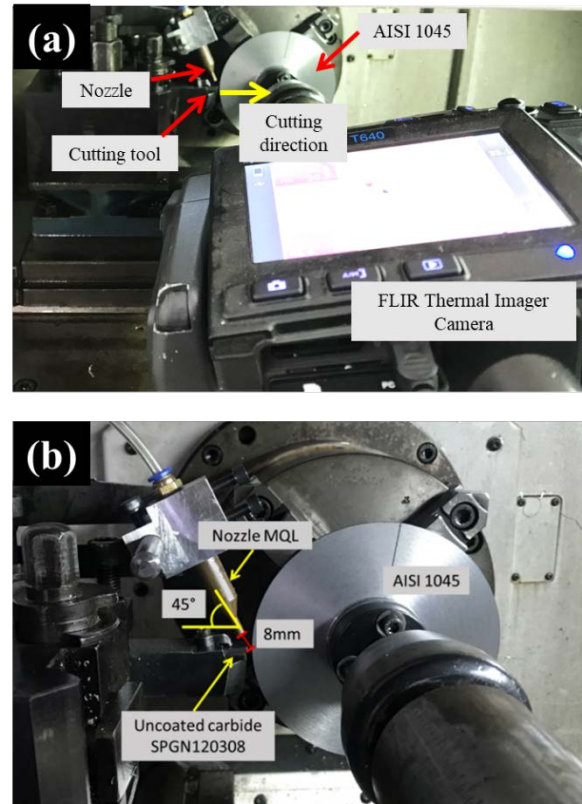 (a)
AISI 1045
Nozzle
Cutting tool
Cutting
direction
T640
FLIR Thermal Imager
Camera
(b)
Nozzle MQL
AISI 1045
45°
8mm
Uncoated carbide
SPGN120308